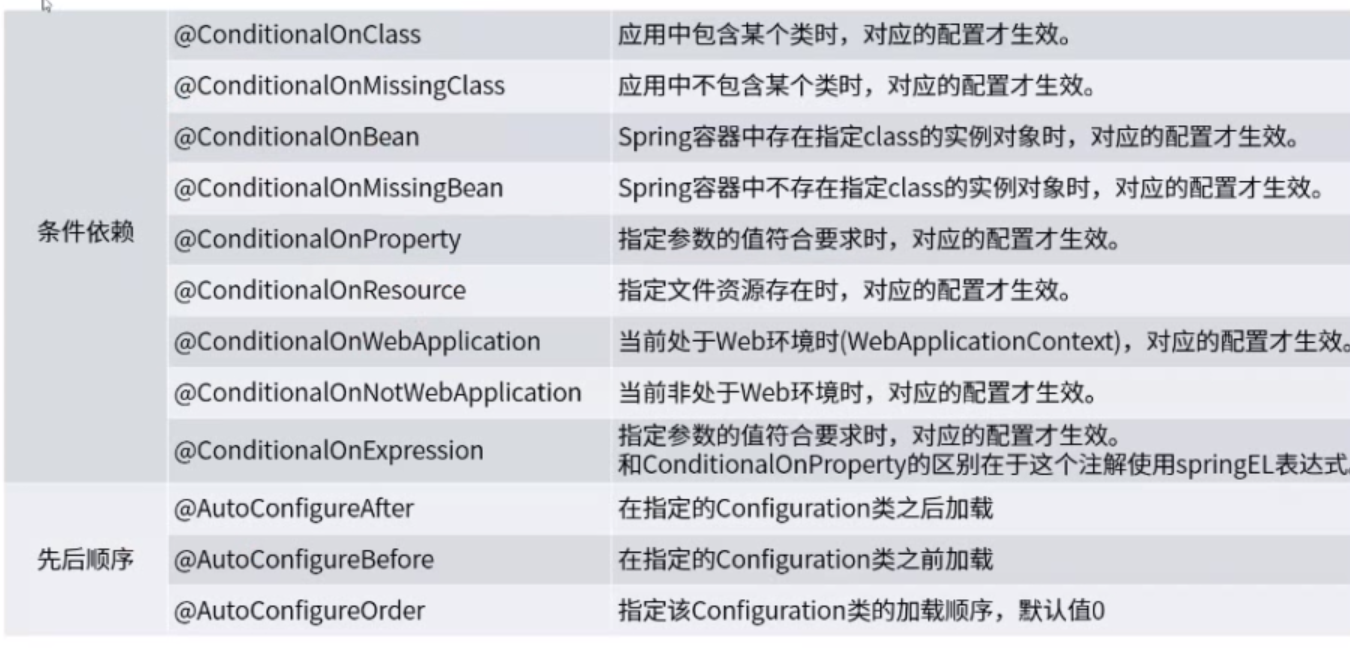 @ConditionalOnClass 应用中包含某个类时，对应的配置才生效。
@ConditionalOnMissingClass 应用中不包含某个类时，对应的配置才生效。
@ConditionalOnBean Spring容器中存在指定class的实例对象时，对应的配置才生效。
@ConditionalOnMissingBean Spring容器中不存在指定class的实例对象时，对应的配置才生效。
条件依赖
@ConditionalOnProperty 指定参数的值符合要求时，对应的配置才生效。
@ConditionalOnResource 指定文件资源存在时，对应的配置才生效。
@ConditionalOnWebApplication 当前处于Web环境时(WebApplicationContext)，对应的配置才生效。
@ConditionalOnNotWebApplication 当前非处于Web环境时，对应的配置才生效。
@ConditionalOnExpression 指定参数的值符合要求时，对应的配置才生效。
和ConditionalOnProperty的区别在于这个注解使用springEL表达式。
@AutoConfigureAfter 在指定的Configuration类之后加载
先后顺序 @AutoConfigureBefore 在指定的Configuration类之前加载
@AutoConfigureOrder 指定该Configuration类的加载顺序，默认值0